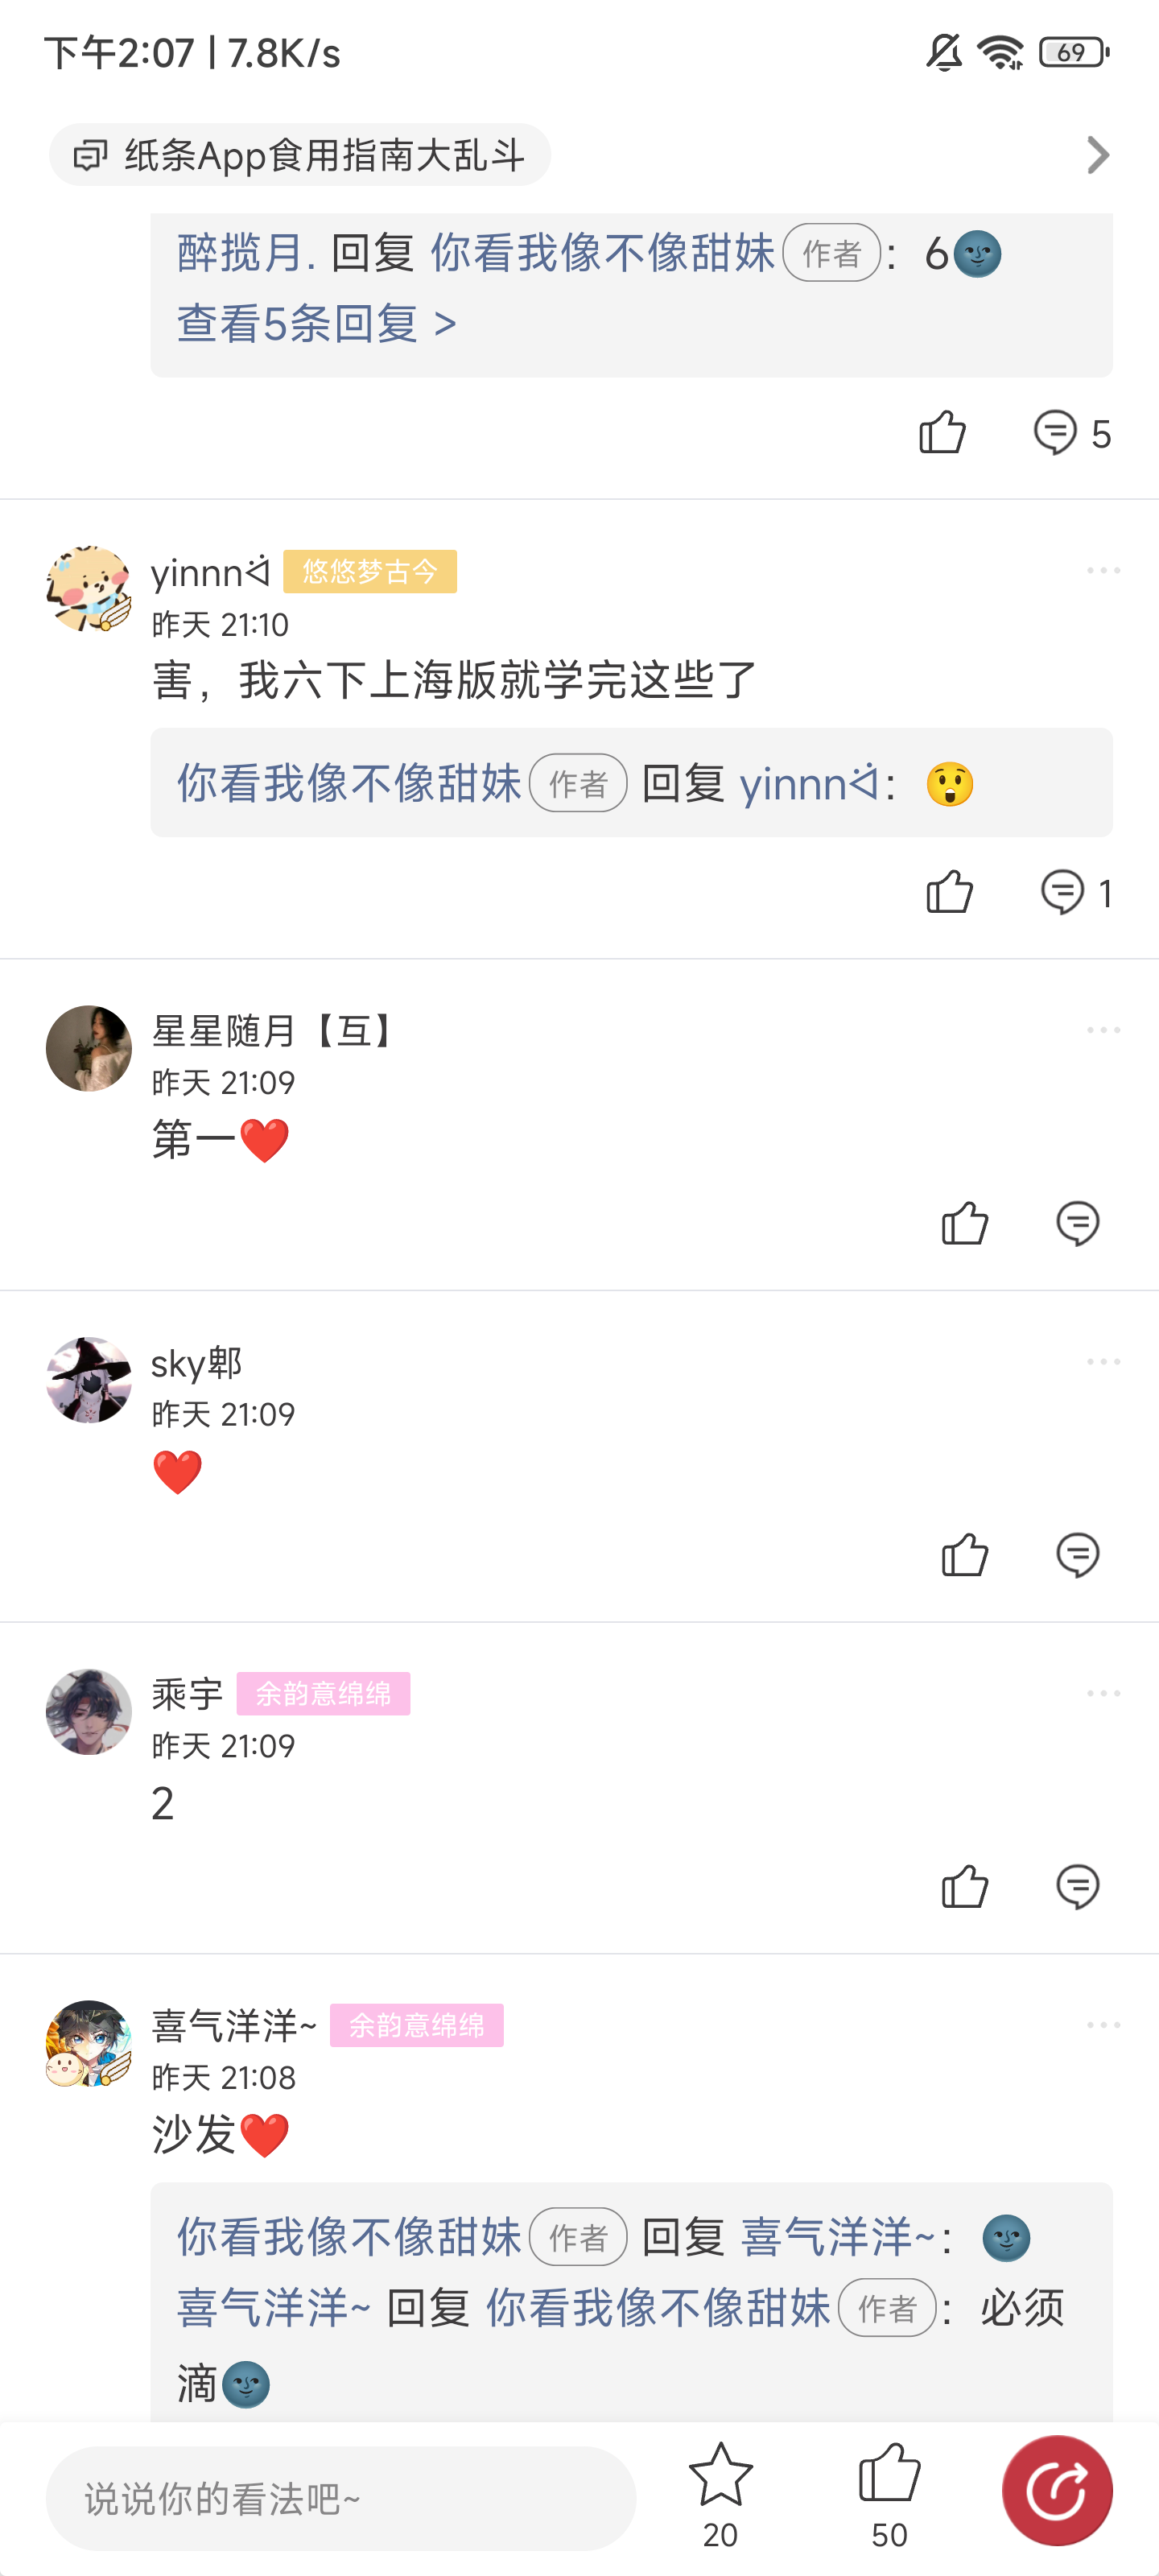 下午2:07 | 7.8K/s
69
纸条App食用指南大乱斗
醉揽月. 回复 你看我像不像甜妹 作者 : 6🌚
查看5条回复 >
5
yinnnᐛ 悠悠梦古今
昨天 21:10
害，我六下上海版就学完这些了
你看我像不像甜妹 作者 回复 yinnnᐛ : 😲
1
星星随月【互】
昨天 21:09
第一❤️
sky郫
昨天 21:09
❤️
乘宇 余韵意绵绵
昨天 21:09
2
喜气洋洋~ 余韵意绵绵
昨天 21:08
沙发❤️
你看我像不像甜妹 作者 回复 喜气洋洋~ : 🌚
喜气洋洋~ 回复 你看我像不像甜妹 作者 : 必须
滴🌚
说说你的看法吧~
20
50